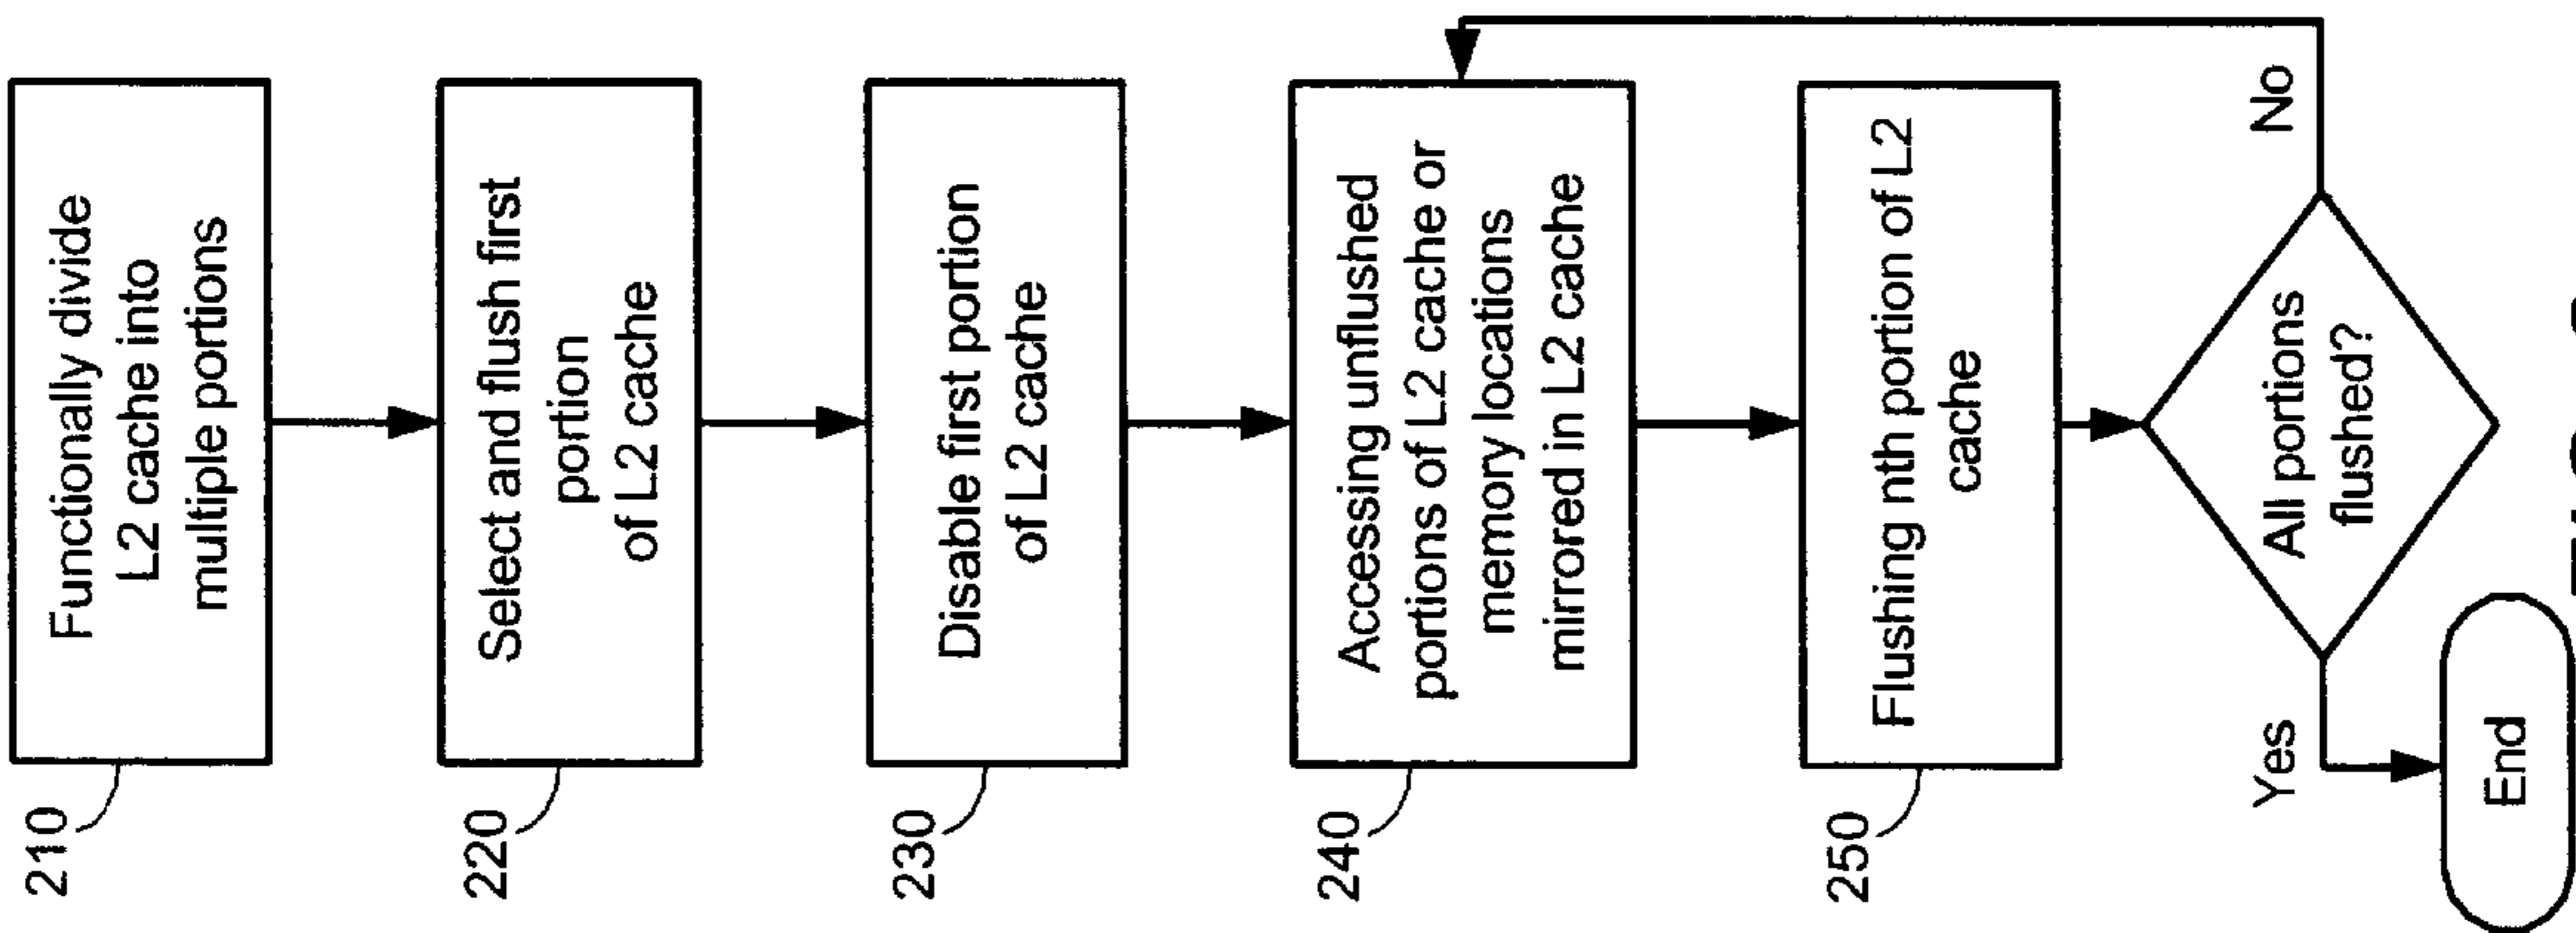 210
Functionally divide
L2 cache into
multiple portions
220
Select and flush first
portion
of L2 cache
230
Disable first portion
of L2 cache
240
Accessing unflushed
portions of L2 cache or
memory locations
mirrored in L2 cache
250
Flushing nth portion of L2
cache
All portions
flushed?
Yes
No
End